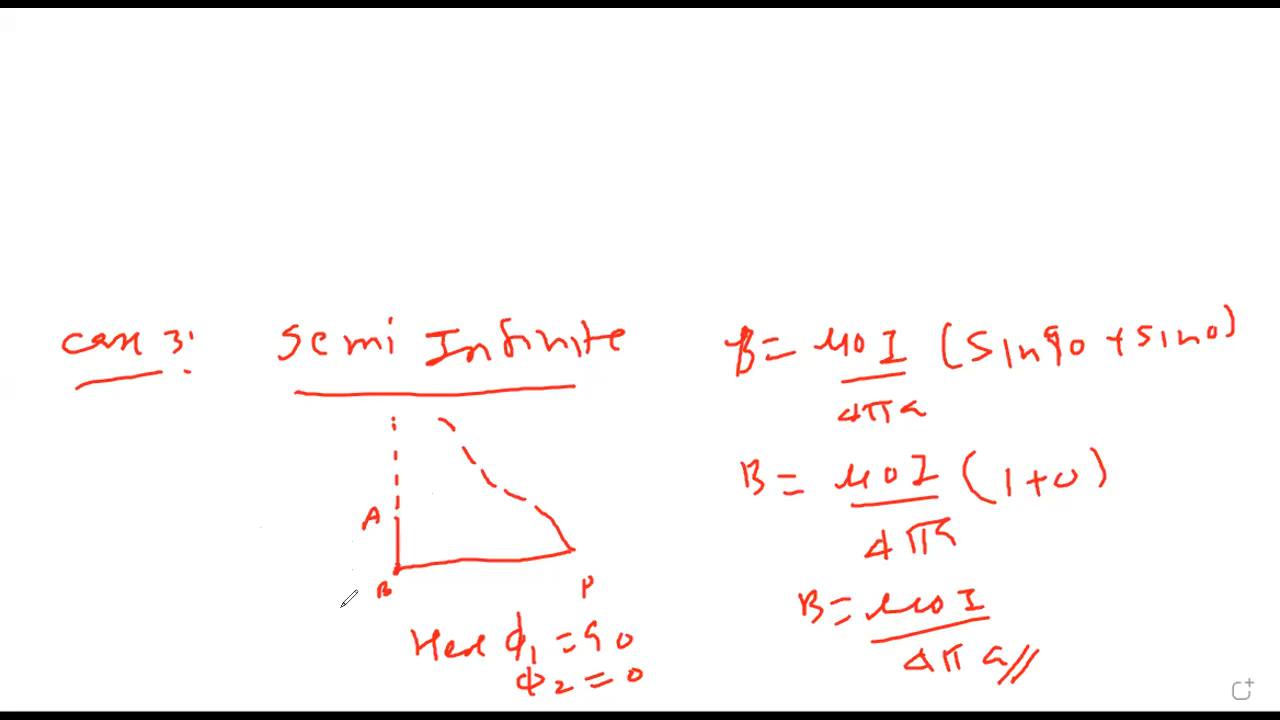 Case 3: Semi Infinite
A
B
P
Here ϕ₁ = 90
ϕ₂ = 0
B = μ0 I / 4πa (Sin90 + Sin0)
B = μ0 I / 4πa (1+0)
B = μ0 I / 4πa //